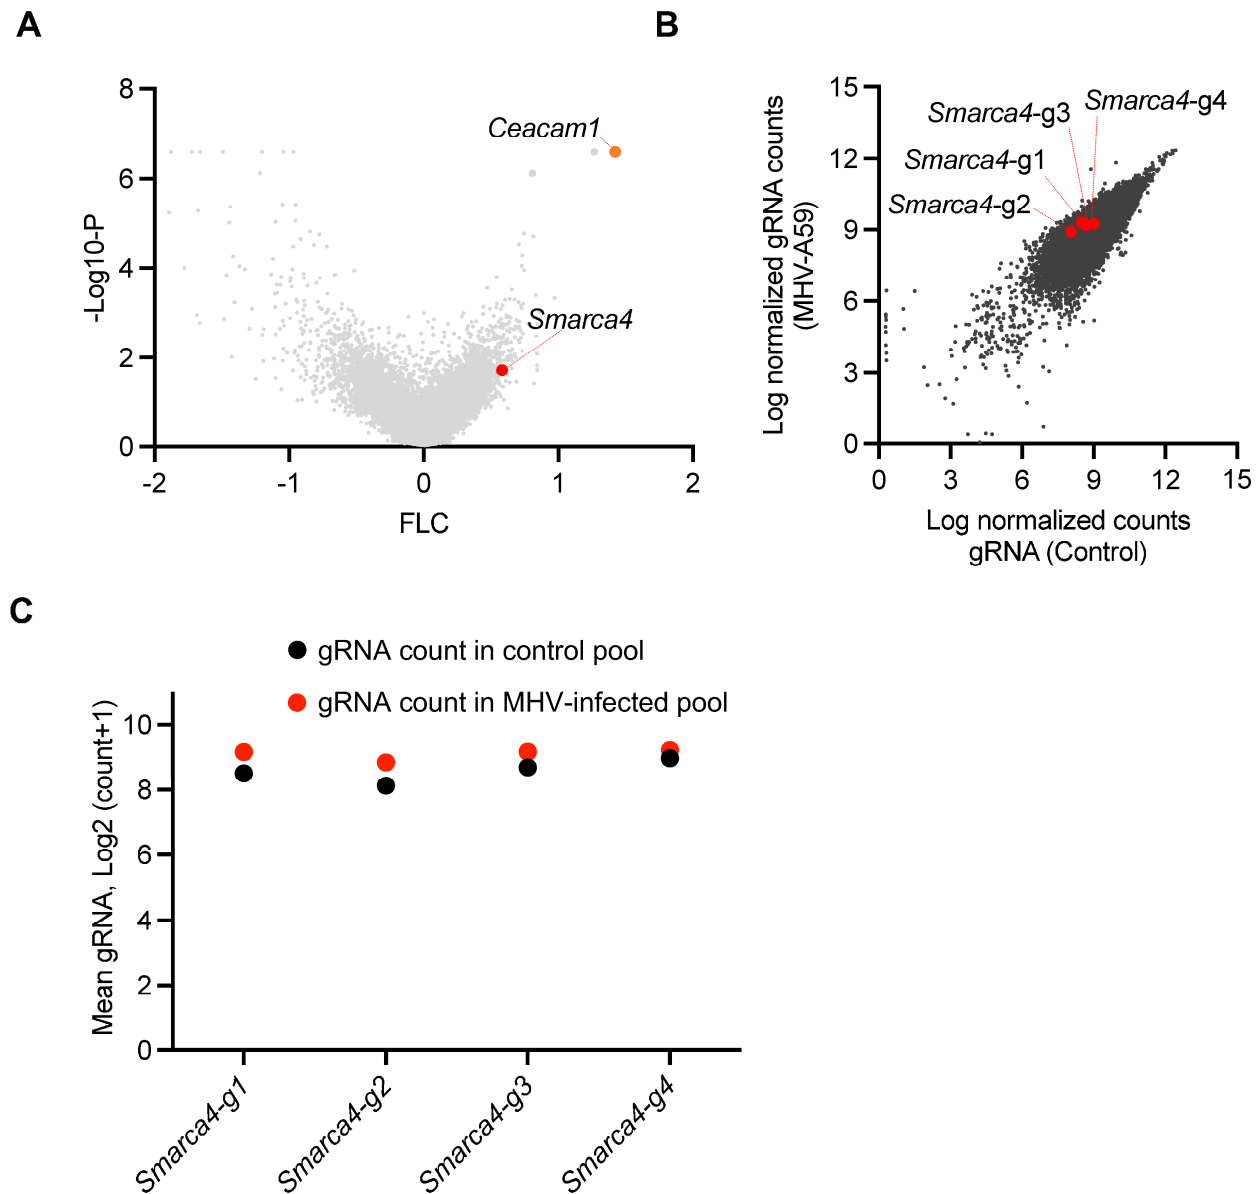 A
B
8
6
4
2
0
-Log10-P
-2
-1
0
1
2
FLC
Ceacam1
Smarca4
15
12
9
6
3
0
Log normalized gRNA counts
(MHV-A59)
Smarca4-g3
Smarca4-g4
Smarca4-g1
Smarca4-g2
0
3
6
9
12
15
Log normalized counts
gRNA (Control)
C
gRNA count in control pool
gRNA count in MHV-infected pool
10
8
6
4
2
0
Mean gRNA, Log2 (count+1)
Smarca4-g1
Smarca4-g2
Smarca4-g3
Smarca4-g4